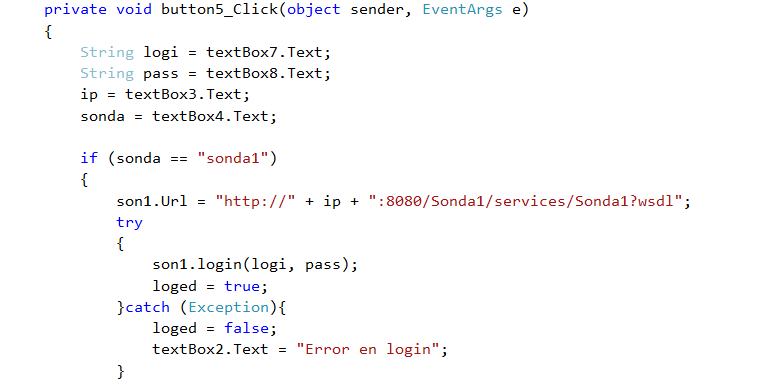 private void button5_Click(object sender, EventArgs e)
{
String logi = textBox7.Text;
String pass = textBox8.Text;
ip = textBox3.Text;
sonda = textBox4.Text;
if (sonda == "sonda1")
{
son1.Url = "http://" + ip + ":8080/Sonda1/services/Sonda1?wsdl";
try
{
son1.login(logi, pass);
loged = true;
}catch (Exception){
loged = false;
textBox2.Text = "Error en login";
}